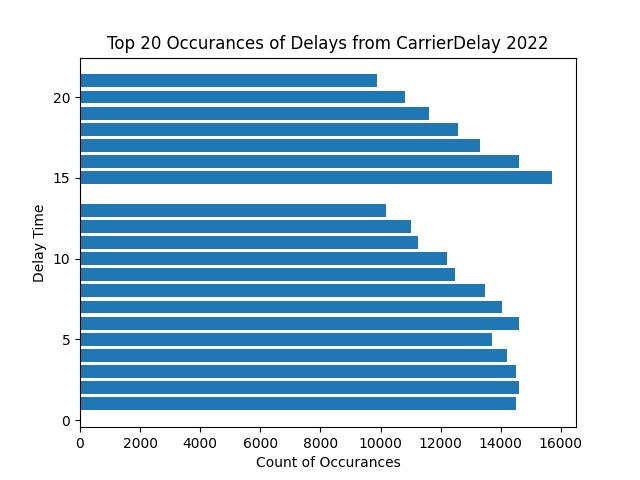 Top 20 Occurances of Delays from CarrierDelay 2022
20
15
10
5
0
Delay Time
0 2000 4000 6000 8000 10000 12000 14000 16000
Count of Occurances